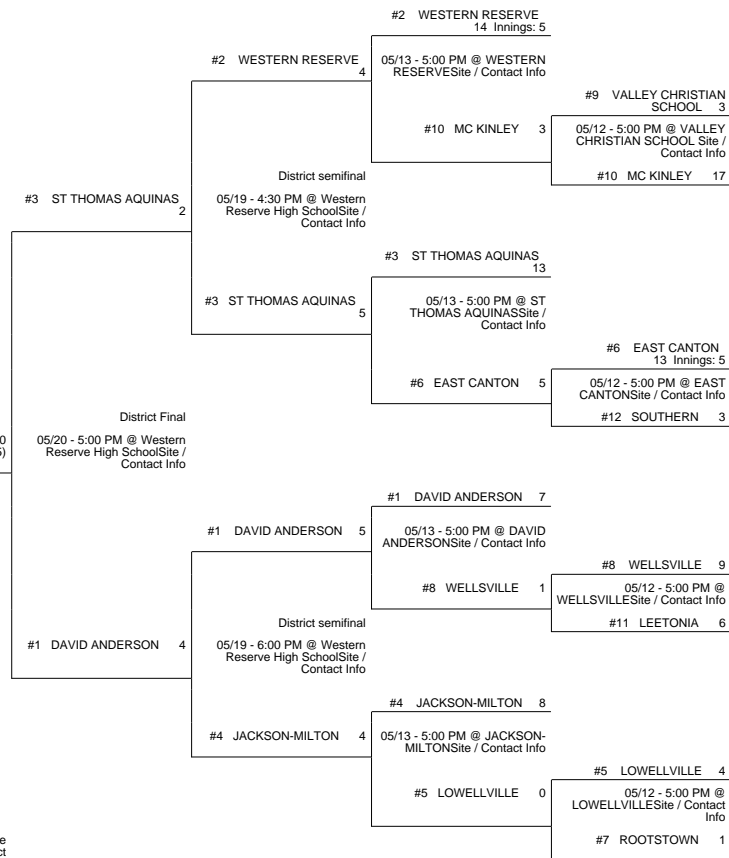 #2 WESTERN RESERVE
14 Innings: 5
#2 WESTERN RESERVE
4
05/13 - 5:00 PM @ WESTERN
RESERVESite / Contact Info
#9 VALLEY CHRISTIAN
SCHOOL 3
#10 MC KINLEY 3
05/12 - 5:00 PM @ VALLEY
CHRISTIAN SCHOOL Site /
Contact Info
#10 MC KINLEY 17
District semifinal
05/19 - 4:30 PM @ Western
Reserve High SchoolSite /
Contact Info
#3 ST THOMAS AQUINAS
2
#3 ST THOMAS AQUINAS
13
#3 ST THOMAS AQUINAS
5
05/13 - 5:00 PM @ ST
THOMAS AQUINASSite /
Contact Info
#6 EAST CANTON
13 Innings: 5
#6 EAST CANTON 5
05/12 - 5:00 PM @ EAST
CANTONSite / Contact Info
#12 SOUTHERN 3
District Final
05/20 - 5:00 PM @ Western
Reserve High SchoolSite /
Contact Info
#1 DAVID ANDERSON 7
#1 DAVID ANDERSON 5
05/13 - 5:00 PM @ DAVID
ANDERSONSite / Contact Info
#8 WELLSVILLE 9
#8 WELLSVILLE 1
05/12 - 5:00 PM @
WELLSVILLESite / Contact Info
#11 LEETONIA 6
District semifinal
05/19 - 6:00 PM @ Western
Reserve High SchoolSite /
Contact Info
#1 DAVID ANDERSON 4
#4 JACKSON-MILTON 8
#4 JACKSON-MILTON 4
05/13 - 5:00 PM @ JACKSON-
MILTONSite / Contact Info
#5 LOWELLVILLE 4
#5 LOWELLVILLE 0
05/12 - 5:00 PM @
LOWELLVILLESite / Contact
Info
#7 ROOTSTOWN 1